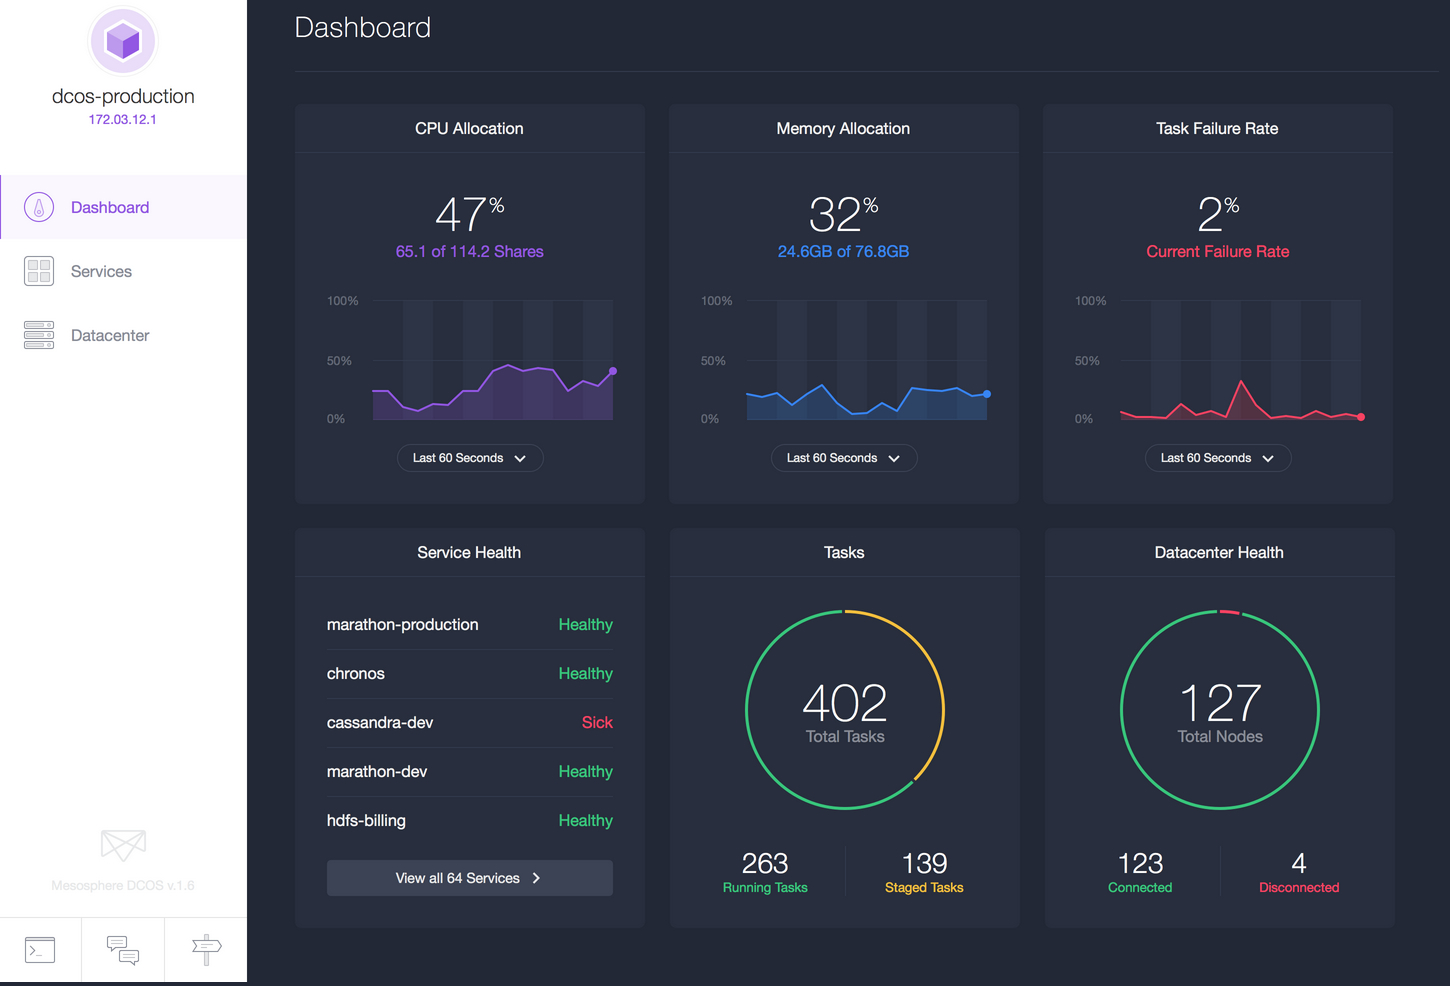 dcos-production
172.03.12.1
Dashboard
Services
Datacenter
Mesosphere DCOS v.1.6
Dashboard
CPU Allocation
47%
65.1 of 114.2 Shares
100%
50%
0%
Last 60 Seconds
Memory Allocation
32%
24.6GB of 76.8GB
100%
50%
0%
Last 60 Seconds
Task Failure Rate
2%
Current Failure Rate
100%
50%
0%
Last 60 Seconds
Service Health
marathon-production Healthy
chronos Healthy
cassandra-dev Sick
marathon-dev Healthy
hdfs-billing Healthy
View all 64 Services
Tasks
402
Total Tasks
263
Running Tasks
139
Staged Tasks
Datacenter Health
127
Total Nodes
123
Connected
4
Disconnected